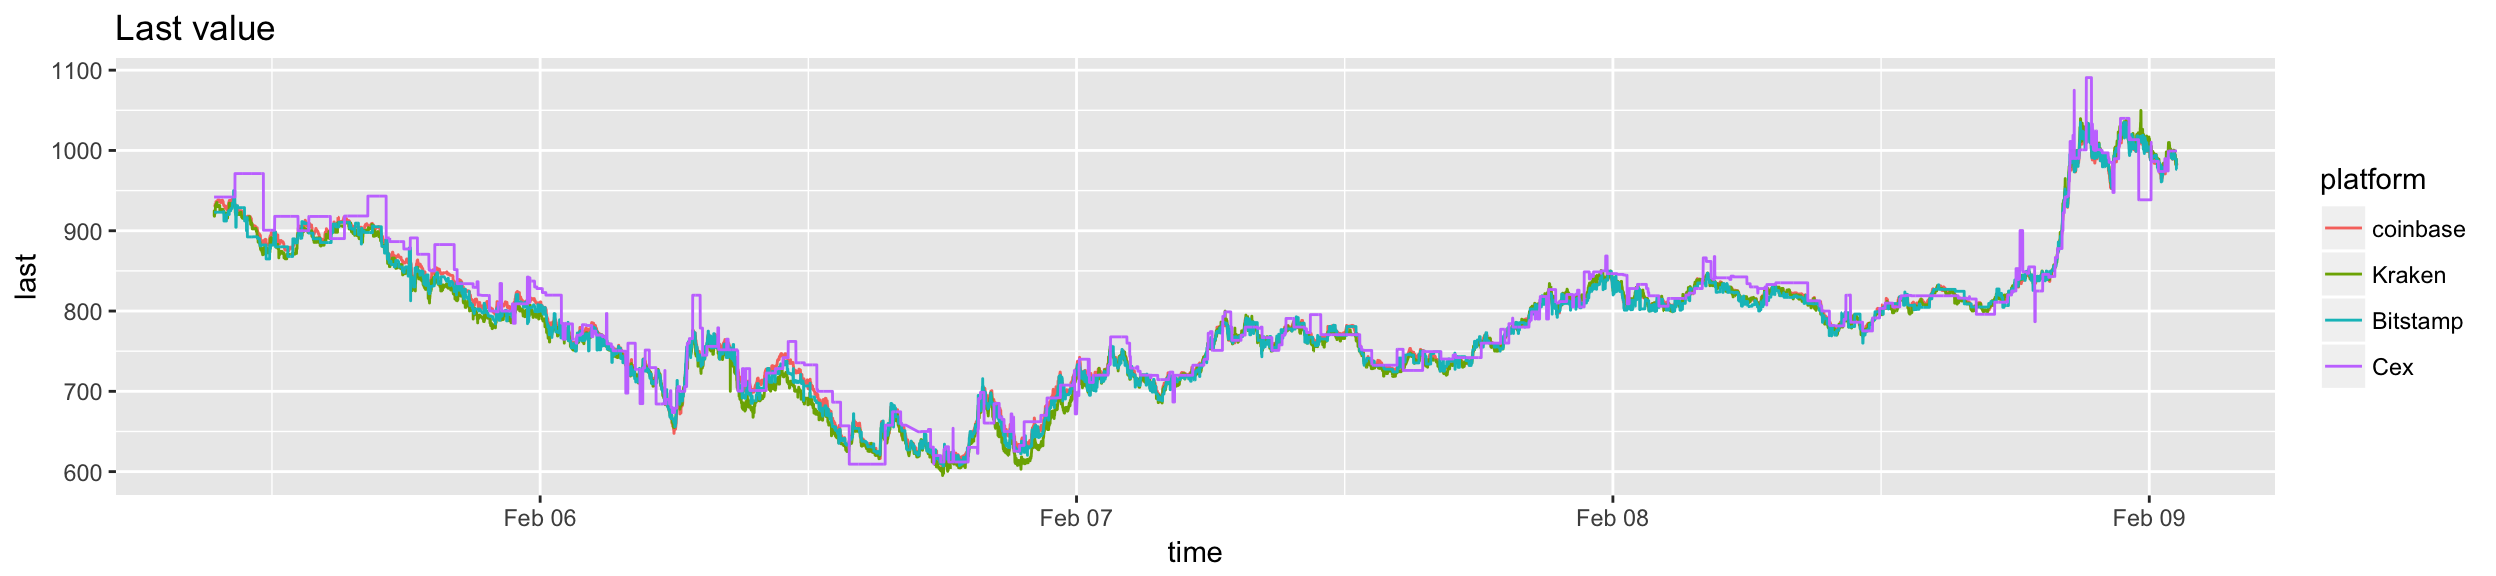 Last value
1100
1000
900
800
700
600
last
Feb 06
Feb 07
Feb 08
Feb 09
time
platform
coinbase
Kraken
Bitstamp
Cex